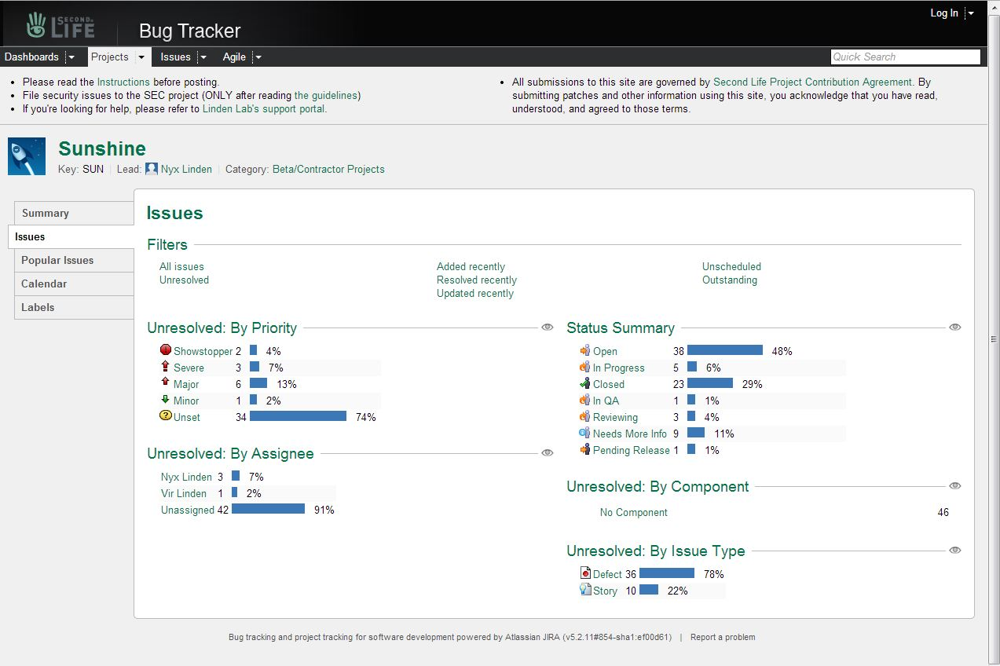 SECOND LIFE
Bug Tracker
Log In
Dashboards Projects Issues Agile
Quick Search
Please read the Instructions before posting.
File security issues to the SEC project (ONLY after reading the guidelines)
If you're looking for help, please refer to Linden Lab's support portal.
All submissions to this site are governed by Second Life Project Contribution Agreement. By
submitting patches and other information using this site, you acknowledge that you have read,
understood, and agreed to those terms.
Sunshine
Key: SUN Lead: Nyx Linden Category: Beta/Contractor Projects
Summary
Issues
Popular Issues
Calendar
Labels
Issues
Filters
All issues
Unresolved
Added recently
Resolved recently
Updated recently
Unscheduled
Outstanding
Unresolved: By Priority
Showstopper 2 4%
Severe 3 7%
Major 6 13%
Minor 1 2%
Unset 34 74%
Unresolved: By Assignee
Nyx Linden 3 7%
Vir Linden 1 2%
Unassigned 42 91%
Status Summary
Open 38 48%
In Progress 5 6%
Closed 23 29%
In QA 1 1%
Reviewing 3 4%
Needs More Info 9 11%
Pending Release 1 1%
Unresolved: By Component
No Component 46
Unresolved: By Issue Type
Defect 36 78%
Story 10 22%
Bug tracking and project tracking for software development powered by Atlassian JIRA (v5.2.11#854-sha1:ef00d61) | Report a problem